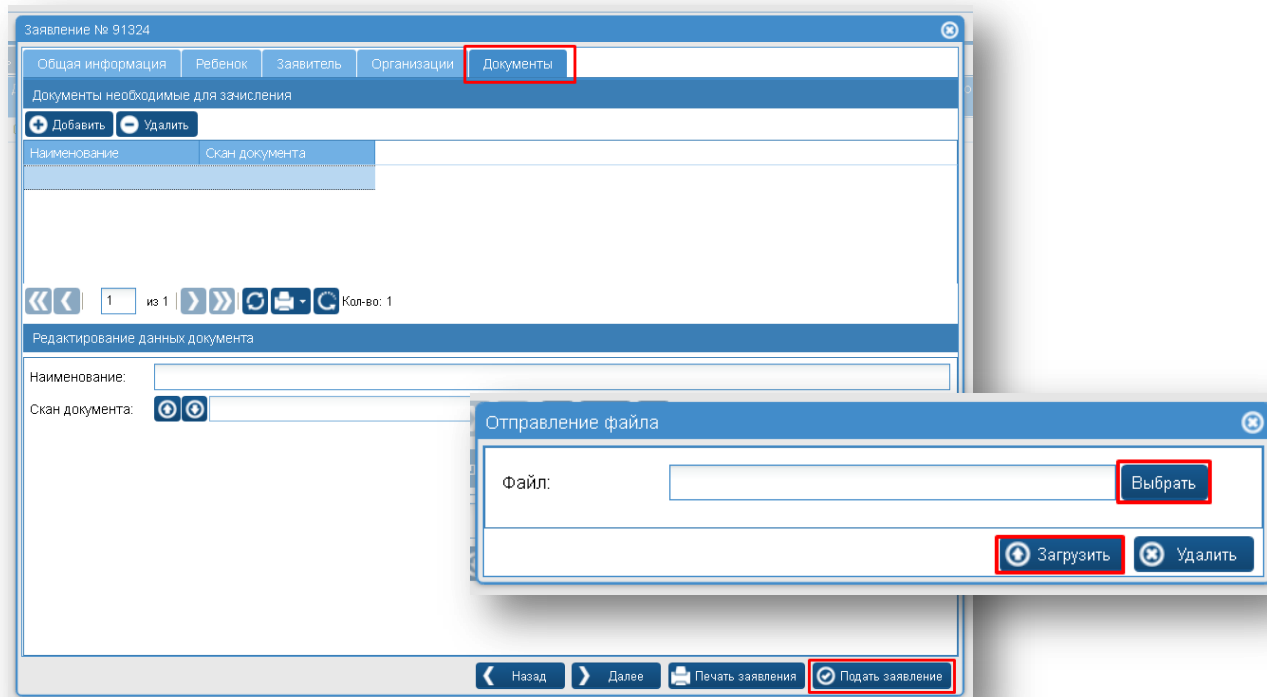 Заявление № 91324
Общая информация Ребенок Заявитель Организации Документы
Документы необходимые для зачисления
Добавить Удалить
Наименование Скан документа
1 из 1 Кол-во: 1
Редактирование данных документа
Наименование:
Скан документа:
Отправление файла
Файл: Выбрать
Загрузить Удалить
Назад Далее Печать заявления Подать заявление